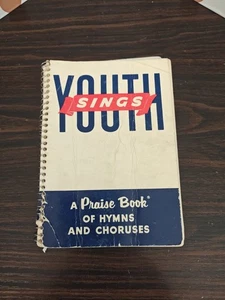 YOUTH
SINGS
A Praise Book*
OF HYMNS
AND CHORUSES